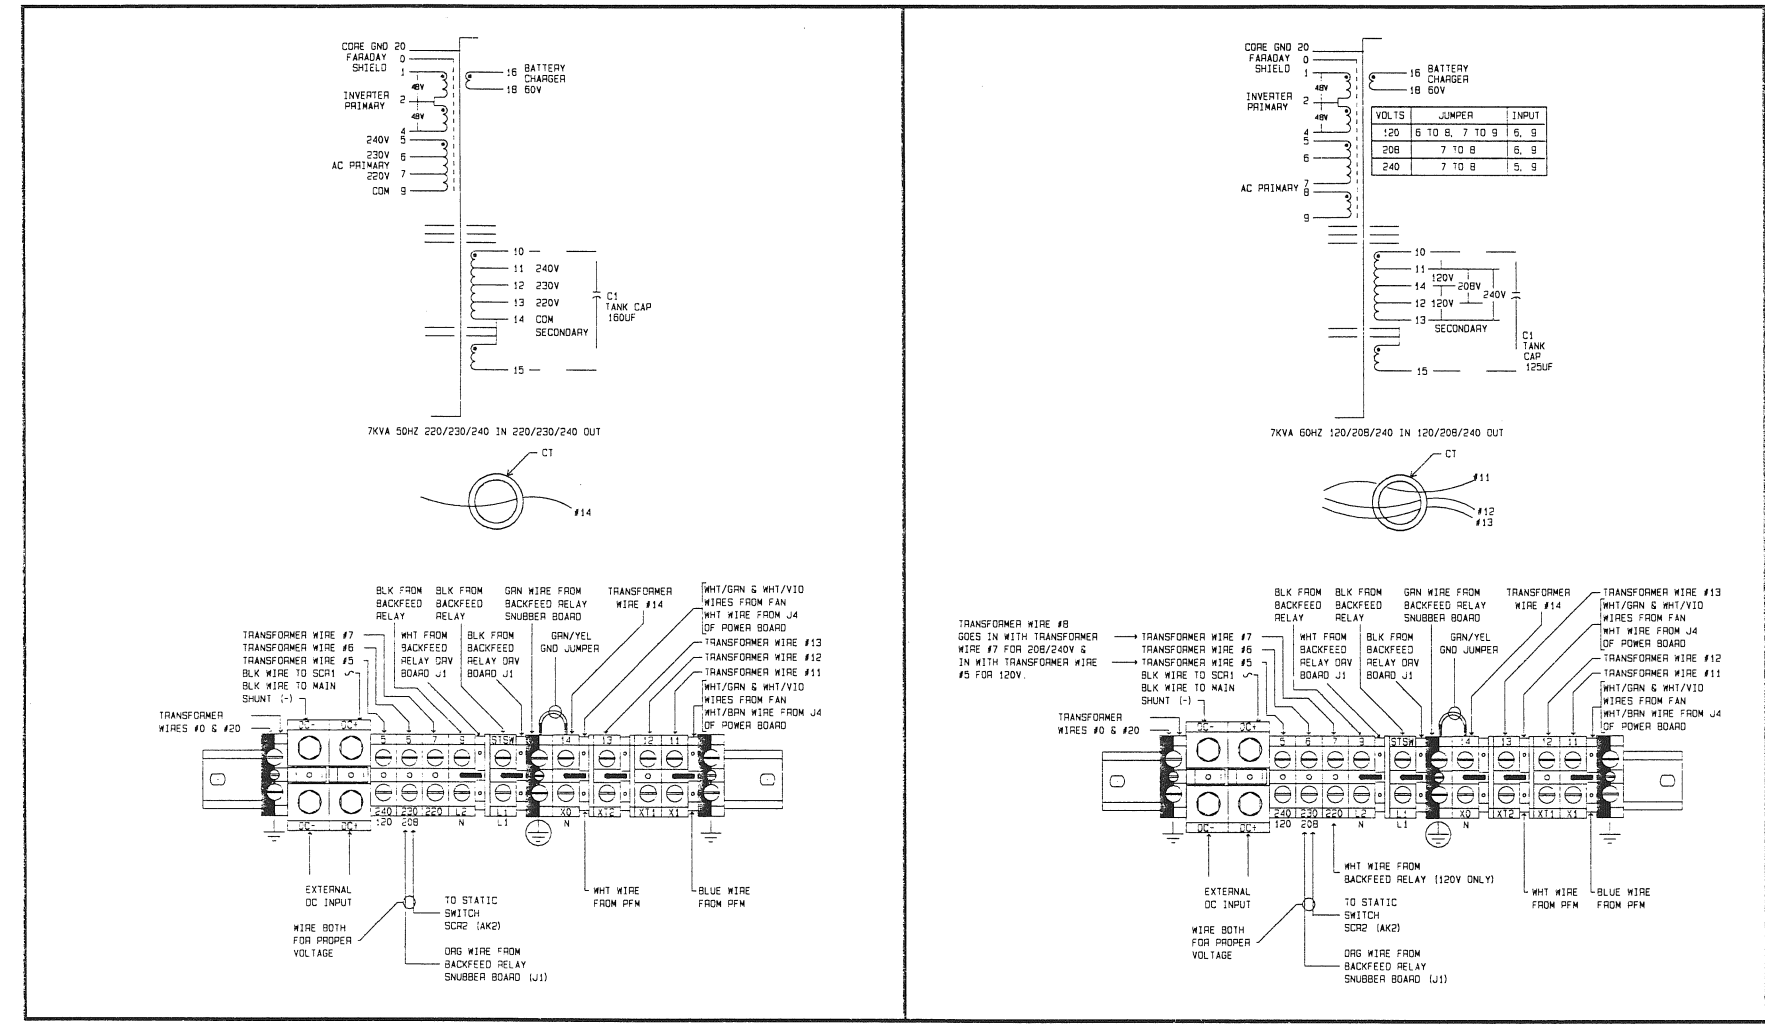 CORE GND 20
FARADAY 0
SHIELD
1
48V
INVERTER 2
PRIMARY
48V
4
240V 5
230V 6
AC PRIMARY
220V 7
COM 9
16 BATTERY
CHARGER
18 60V
10
11 240V
12 230V
13 220V
14 COM
SECONDARY
15
C1
TANK CAP
160UF
7KVA 50HZ 220/230/240 IN 220/230/240 OUT
CT
#14
BLK FROM
BACKFEED
RELAY
BLK FROM
BACKFEED
RELAY
GRN WIRE FROM
BACKFEED RELAY
SNUBBER BOARD
TRANSFORMER
WIRE #14
WHT/GRN & WHT/VIO
WIRES FROM FAN
WHT WIRE FROM J4
OF POWER BOARD
TRANSFORMER WIRE #13
TRANSFORMER WIRE #12
TRANSFORMER WIRE #11
WHT/GRN & WHT/VIO
WIRES FROM FAN
WHT/BRN WIRE FROM J4
OF POWER BOARD
TRANSFORMER WIRE #7
TRANSFORMER WIRE #6
TRANSFORMER WIRE #5
BLK WIRE TO SCR1
BLK WIRE TO MAIN
SHUNT (-)
WHT FROM
BACKFEED
RELAY DRV
BOARD J1
BLK FROM
BACKFEED
RELAY DRV
BOARD J1
GRN/YEL
GND JUMPER
TRANSFORMER
WIRES #0 & #20
DC- DC+ 5 6 7 9 STSW 14 13 12 11
240 230 220 L2 L1 X0 XT2 XT1 X1
DC- DC+ 120 208 N L1 N
EXTERNAL
DC INPUT
WIRE BOTH
FOR PROPER
VOLTAGE
TO STATIC
SWITCH
SCR2 (AK2)
ORG WIRE FROM
BACKFEED RELAY
SNUBBER BOARD (J1)
WHT WIRE
FROM PFM
BLUE WIRE
FROM PFM
CORE GND 20
FARADAY 0
SHIELD
1
48V
INVERTER 2
PRIMARY
48V
4
5
6
7
AC PRIMARY 8
9
16 BATTERY
CHARGER
18 60V
VOLTS JUMPER INPUT
120 6 TO 8, 7 TO 9 6, 9
208 7 TO 8 6, 9
240 7 TO 8 5, 9
10
11
120V
14 208V
240V
12 120V
13
SECONDARY
15
C1
TANK
CAP
125UF
7KVA 60HZ 120/208/240 IN 120/208/240 OUT
CT
#11
#12
#13
BLK FROM
BACKFEED
RELAY
BLK FROM
BACKFEED
RELAY
GRN WIRE FROM
BACKFEED RELAY
SNUBBER BOARD
TRANSFORMER
WIRE #14
TRANSFORMER WIRE #13
WHT/GRN & WHT/VIO
WIRES FROM FAN
WHT WIRE FROM J4
OF POWER BOARD
TRANSFORMER WIRE #12
TRANSFORMER WIRE #11
WHT/GRN & WHT/VIO
WIRES FROM FAN
WHT/BRN WIRE FROM J4
OF POWER BOARD
TRANSFORMER WIRE #8
GOES IN WITH TRANSFORMER
WIRE #7 FOR 208/240V &
IN WITH TRANSFORMER WIRE
#5 FOR 120V.
TRANSFORMER WIRE #7
TRANSFORMER WIRE #6
TRANSFORMER WIRE #5
BLK WIRE TO SCR1
BLK WIRE TO MAIN
SHUNT (-)
WHT FROM
BACKFEED
RELAY DRV
BOARD J1
BLK FROM
BACKFEED
RELAY DRV
BOARD J1
GRN/YEL
GND JUMPER
TRANSFORMER
WIRES #0 & #20
DC- DC+ 5 6 7 9 STSW 14 13 12 11
240 230 220 L2 L1 X0 XT2 XT1 X1
DC- DC+ 120 208 N L1 N
WHT WIRE FROM
BACKFEED RELAY (120V ONLY)
EXTERNAL
DC INPUT
WIRE BOTH
FOR PROPER
VOLTAGE
TO STATIC
SWITCH
SCR2 (AK2)
ORG WIRE FROM
BACKFEED RELAY
SNUBBER BOARD (J1)
WHT WIRE
FROM PFM
BLUE WIRE
FROM PFM